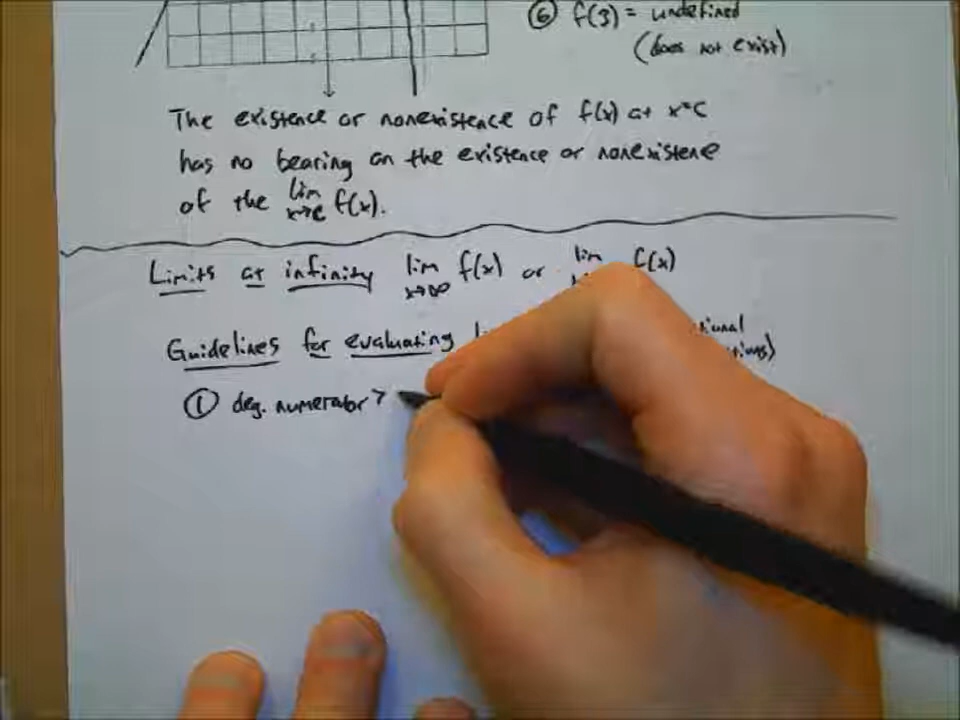 ⑥ f(3) = undefined
(does not exist)
The existence or nonexistence of f(x) at x=c
has no bearing on the existence or nonexistene
of the lim x→c f(x).
Limits at infinity lim x→∞ f(x) or lim f(x)
Guidelines for evaluating
① deg. numerator >